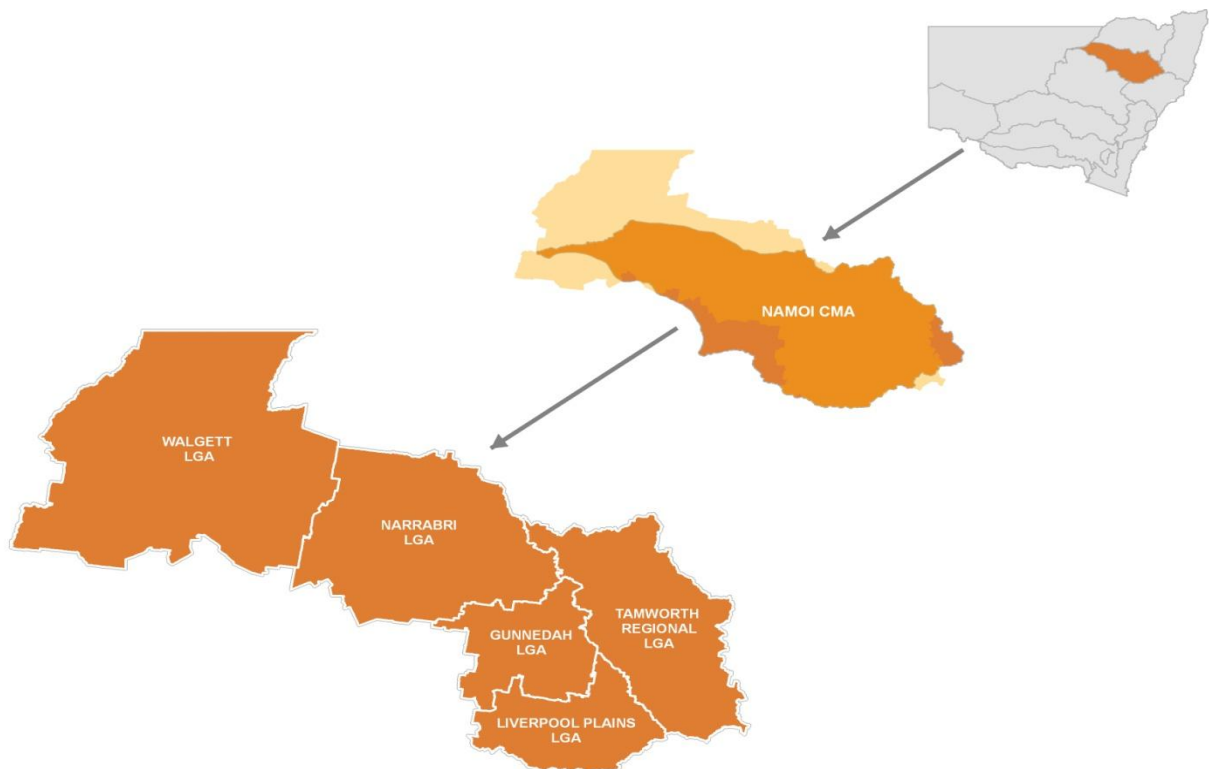 NAMOI CMA
WALGETT
LGA
NARRABRI
LGA
TAMWORTH
REGIONAL
LGA
GUNNEDAH
LGA
LIVERPOOL PLAINS
LGA